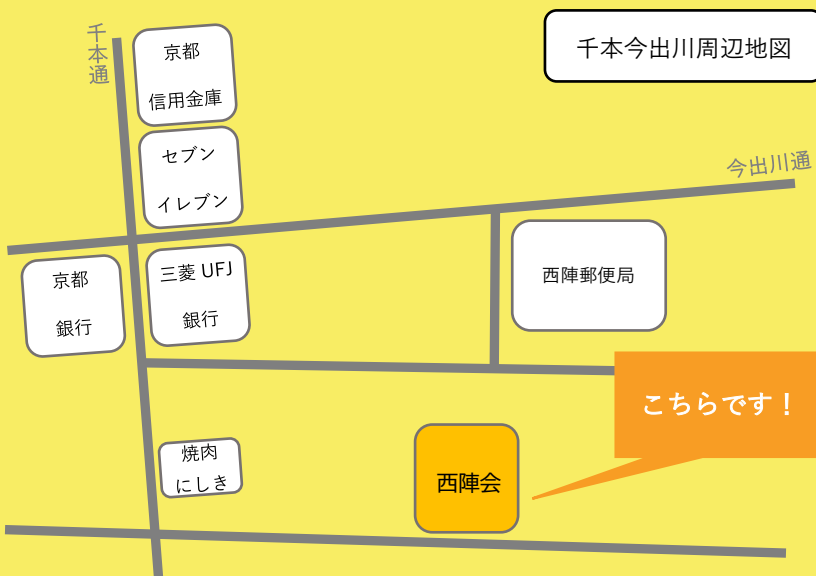 千本今出川周辺地図
千本通
京都
信用金庫
セブン
イレブン
今出川通
京都
銀行
三菱 UFJ
銀行
西陣郵便局
こちらです！
焼肉
にしき
西陣会